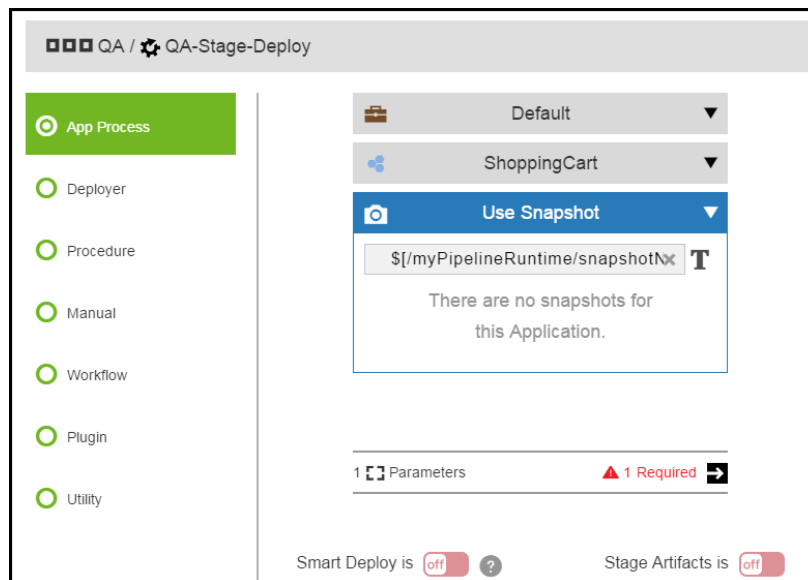 QA / QA-Stage-Deploy
App Process
Deployer
Procedure
Manual
Workflow
Plugin
Utility
Default
ShoppingCart
Use Snapshot
$[/myPipelineRuntime/snapshotN
T
There are no snapshots for
this Application.
1 Parameters
1 Required
Smart Deploy is off ?
Stage Artifacts is off